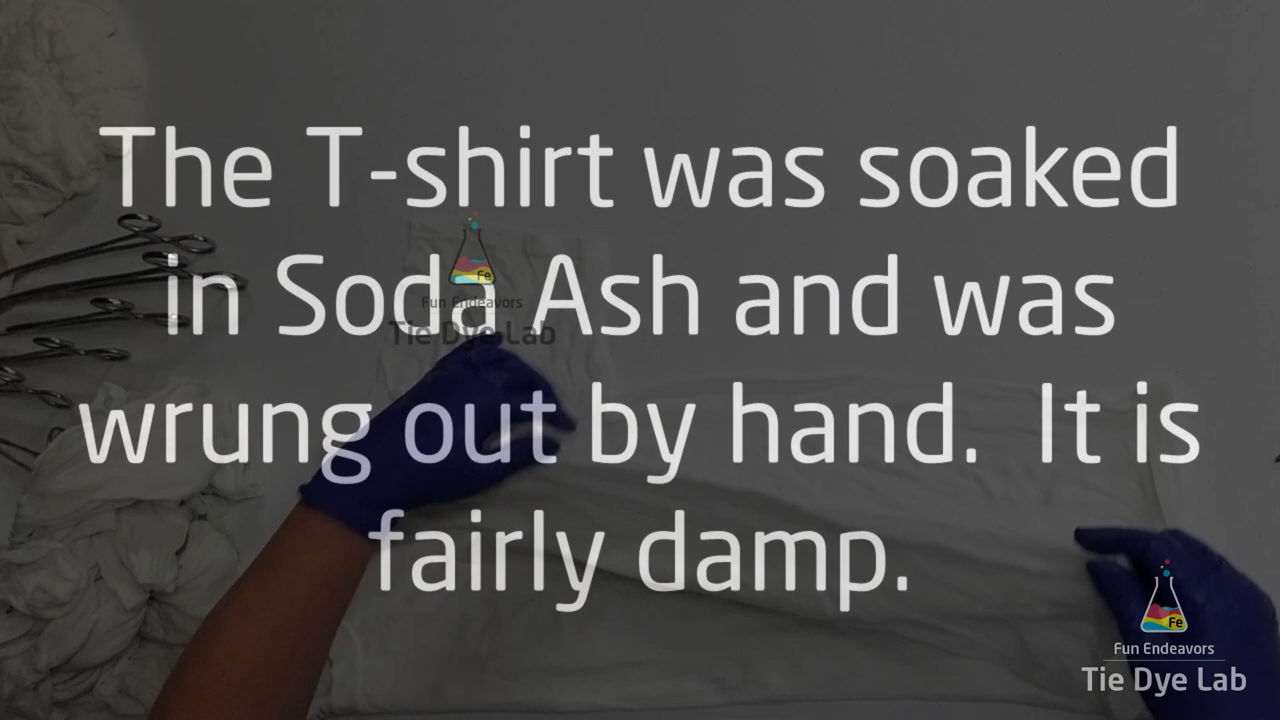 The T-shirt was soaked
in Soda Ash and was
wrung out by hand.  It is
fairly damp.
Fe
Fun Endeavors
Tie Dye Lab
Fe
Fun Endeavors
Tie Dye Lab